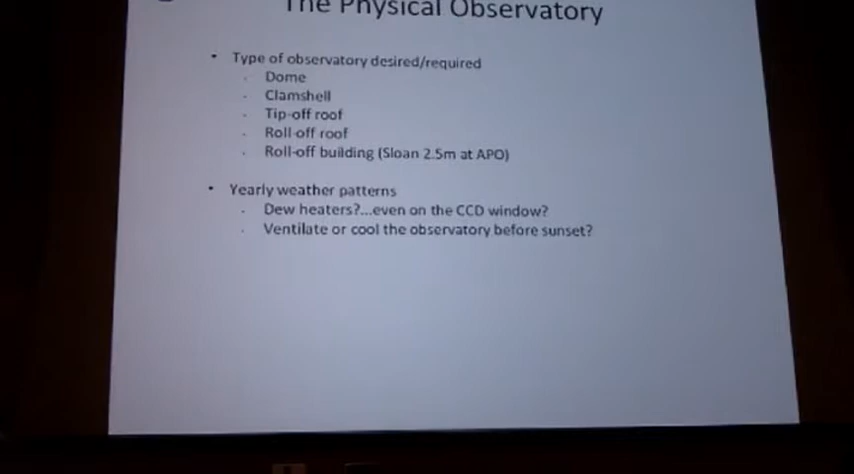 The Physical Observatory
• Type of observatory desired/required
- Dome
- Clamshell
- Tip-off roof
- Roll-off roof
- Roll-off building (Sloan 2.5m at APO)
• Yearly weather patterns
- Dew heaters?...even on the CCD window?
- Ventilate or cool the observatory before sunset?